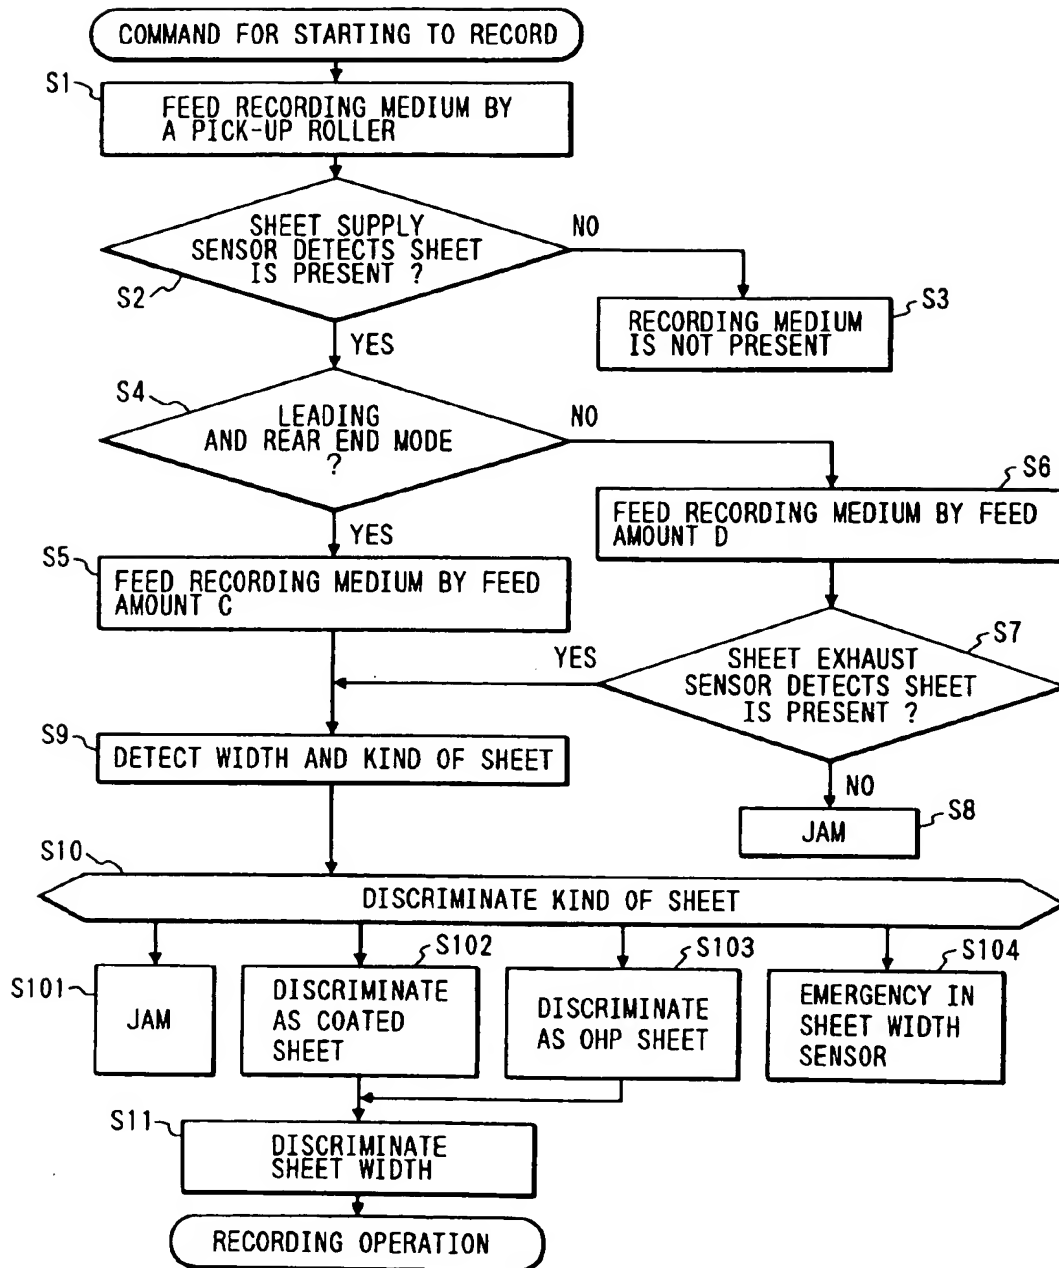 COMMAND FOR STARTING TO RECORD
S1
FEED RECORDING MEDIUM BY
A PICK-UP ROLLER
SHEET SUPPLY
SENSOR DETECTS SHEET
IS PRESENT ?
S2
NO
S3
RECORDING MEDIUM
IS NOT PRESENT
YES
S4
LEADING
AND REAR END MODE
?
NO
S6
FEED RECORDING MEDIUM BY FEED
AMOUNT D
YES
S5
FEED RECORDING MEDIUM BY FEED
AMOUNT C
S7
SHEET EXHAUST
SENSOR DETECTS SHEET
IS PRESENT ?
YES
NO
S8
JAM
S9
DETECT WIDTH AND KIND OF SHEET
S10
DISCRIMINATE KIND OF SHEET
S101
JAM
S102
DISCRIMINATE
AS COATED
SHEET
S103
DISCRIMINATE
AS OHP SHEET
S104
EMERGENCY IN
SHEET WIDTH
SENSOR
S11
DISCRIMINATE
SHEET WIDTH
RECORDING OPERATION